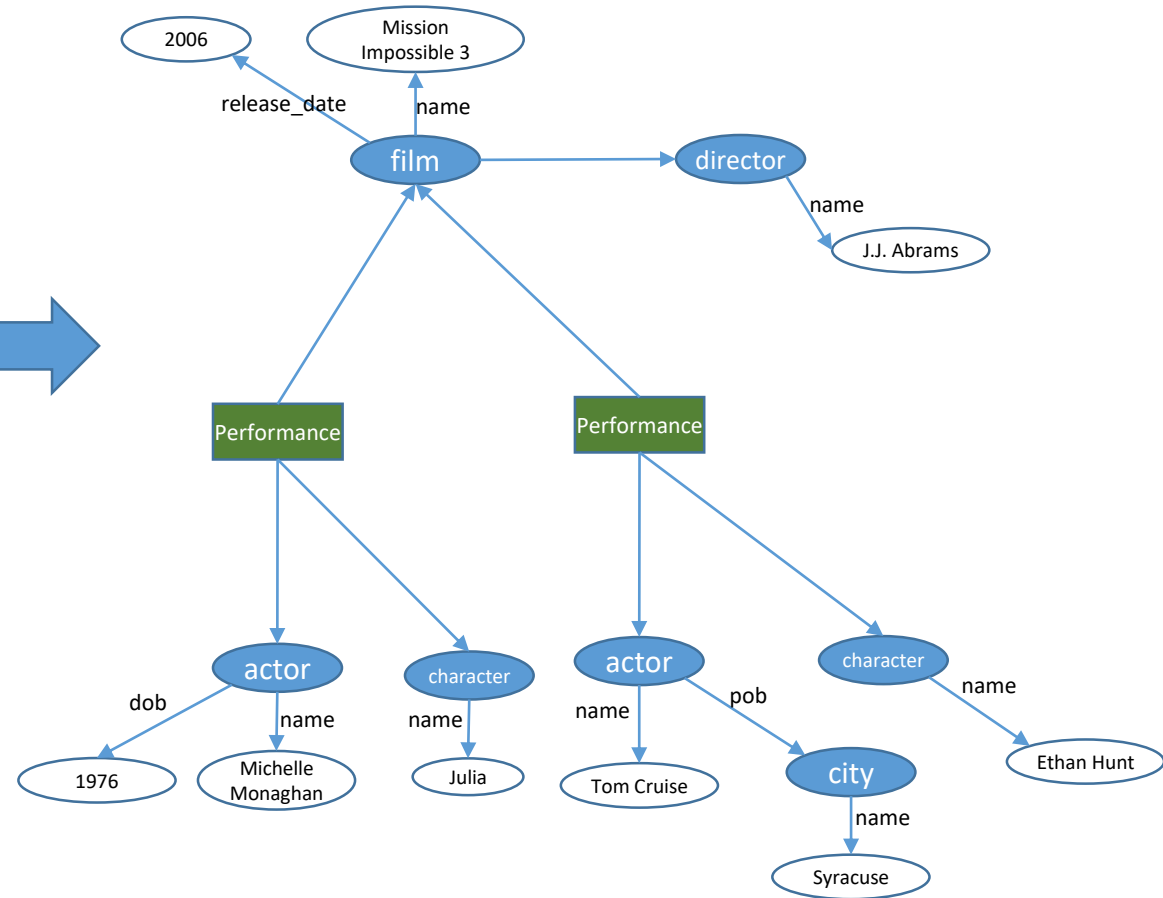 2006
Mission
Impossible 3
release_date
name
film
director
name
J.J. Abrams
Performance
Performance
actor
character
actor
character
dob
name
name
name
pob
name
1976
Michelle
Monaghan
Julia
Tom Cruise
city
Ethan Hunt
name
Syracuse